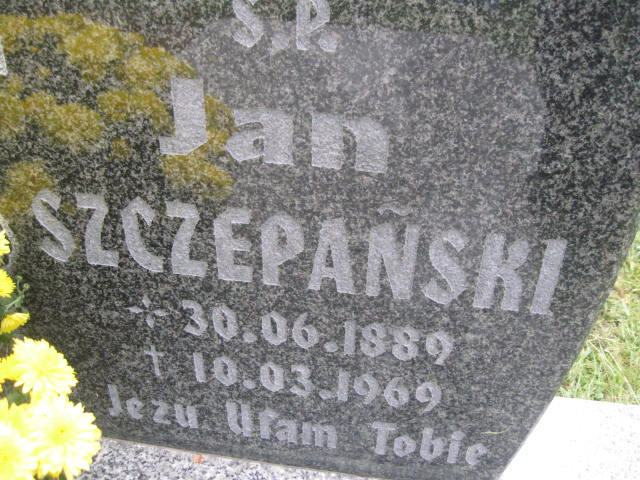 Ś.P.
Jan
SZCZEPAŃSKI
30.06.1889
† 10.03.1969
Jezu Ufam Tobie